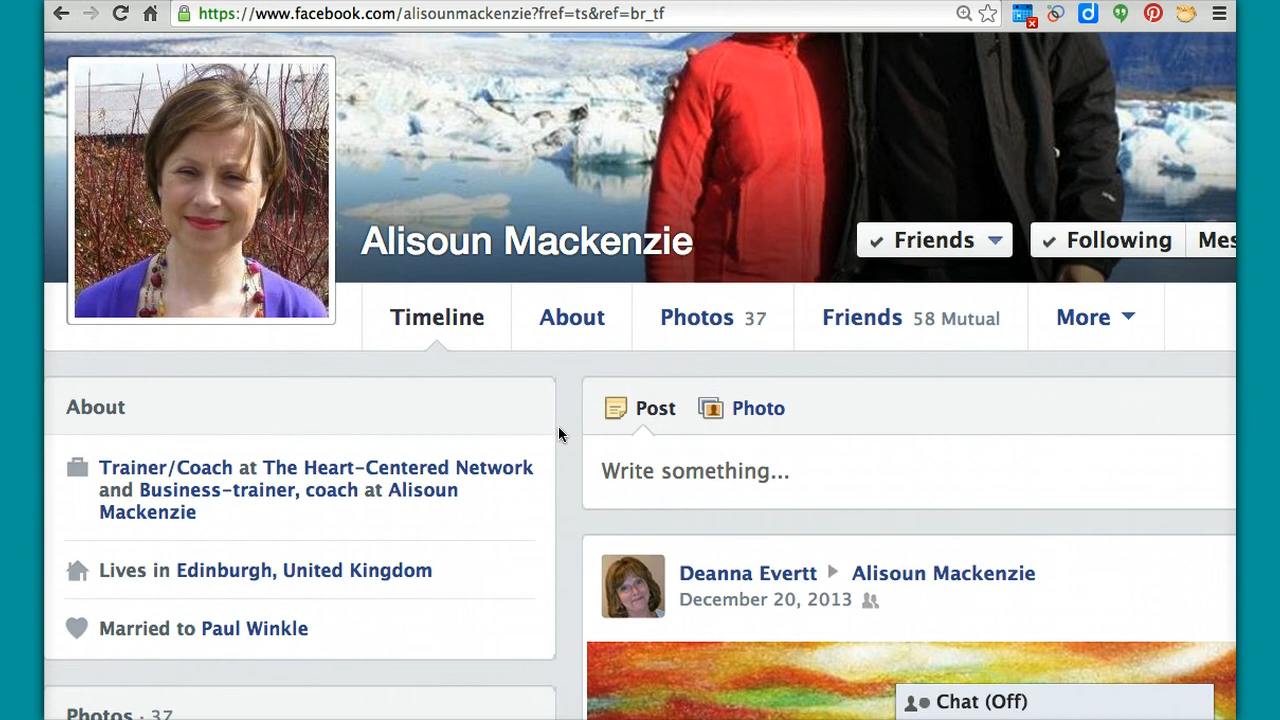 https://www.facebook.com/alisounmackenzie?fref=ts&ref=br_tf
Alisoun Mackenzie
Friends
Following
Mes
Timeline
About
Photos 37
Friends 58 Mutual
More
About
Trainer/Coach at The Heart-Centered Network
and Business-trainer, coach at Alisoun
Mackenzie
Lives in Edinburgh, United Kingdom
Married to Paul Winkle
Photos · 37
Post
Photo
Write something...
Deanna Evertt Alisoun Mackenzie
December 20, 2013
Chat (Off)